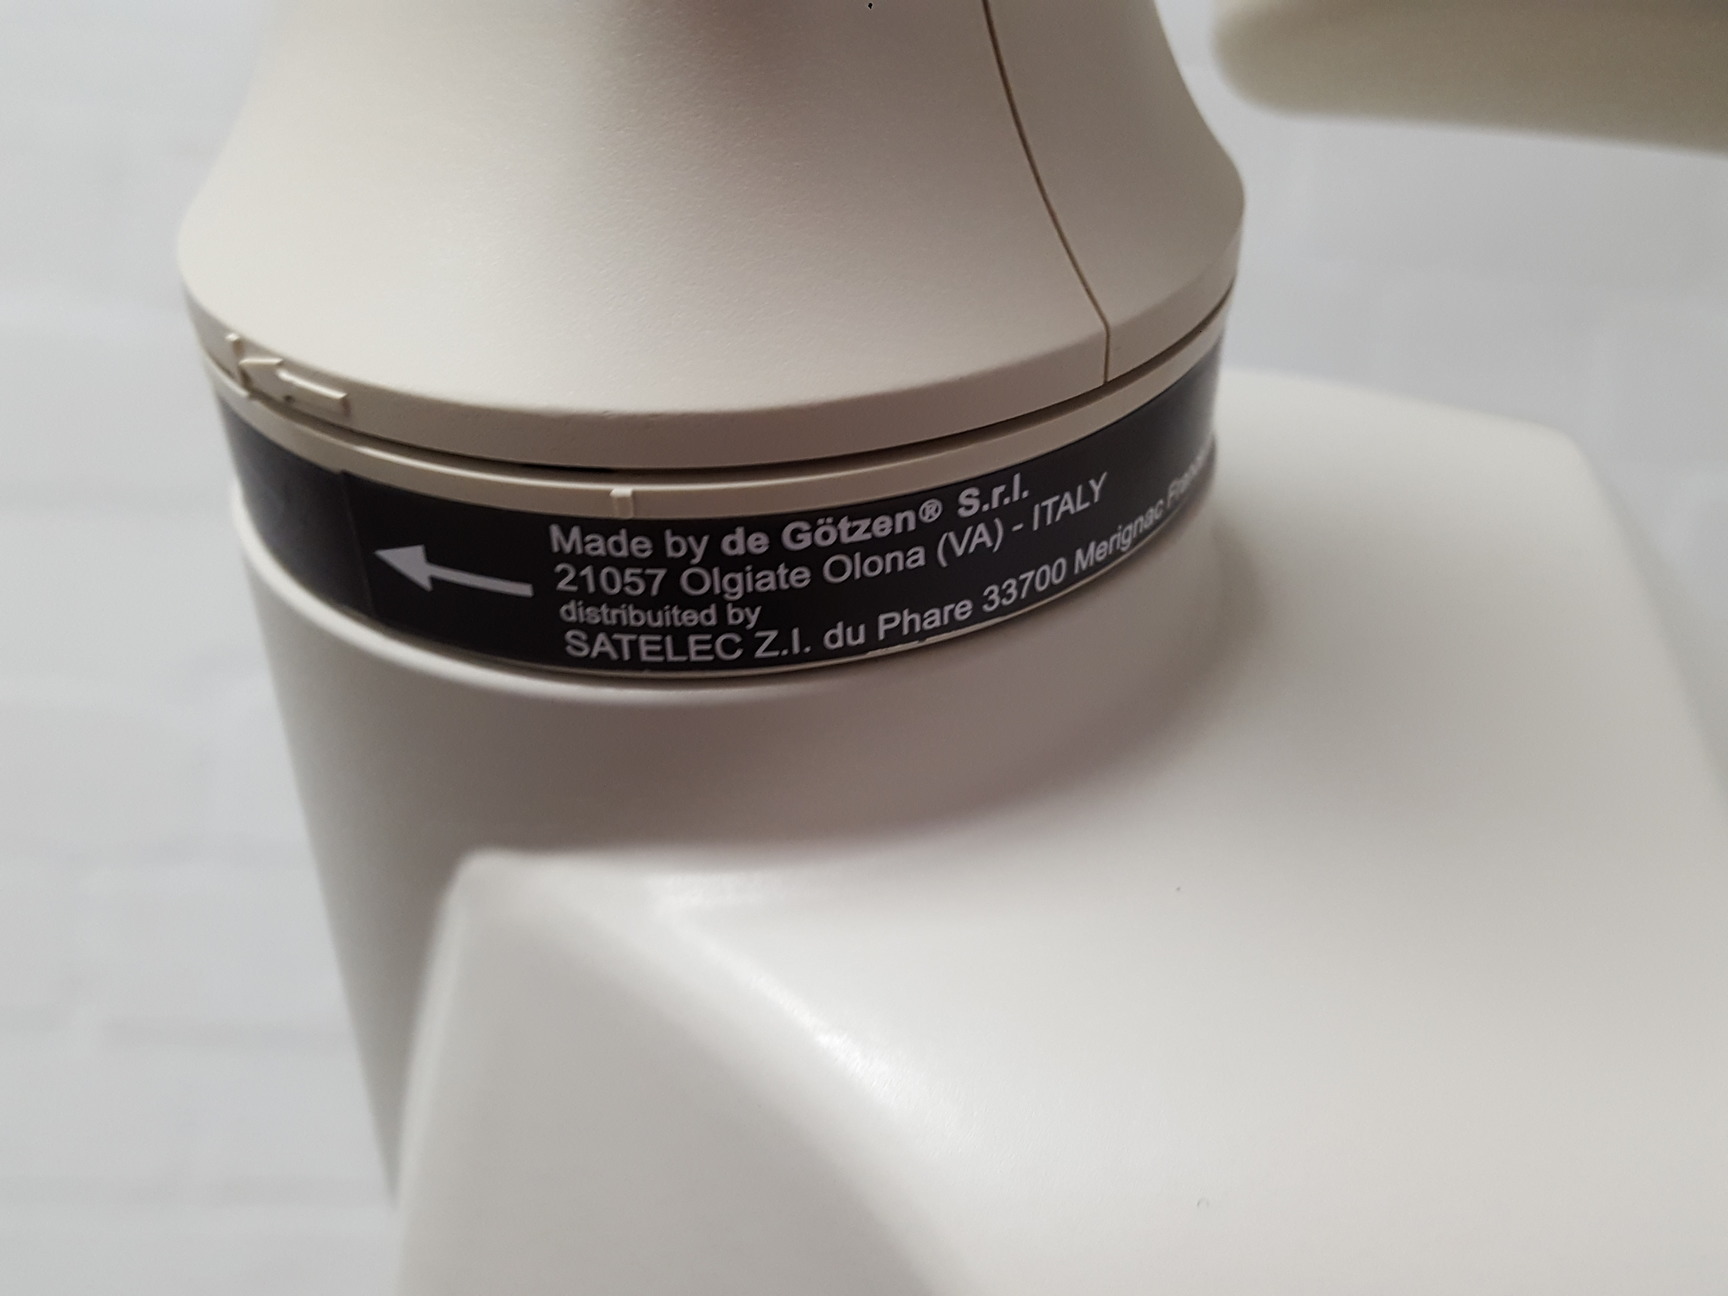 Made by de Götzen® S.r.l.
21057 Olgiate Olona (VA) - ITALY
distribuited by
SATELEC Z.I. du Phare 33700 Merignac